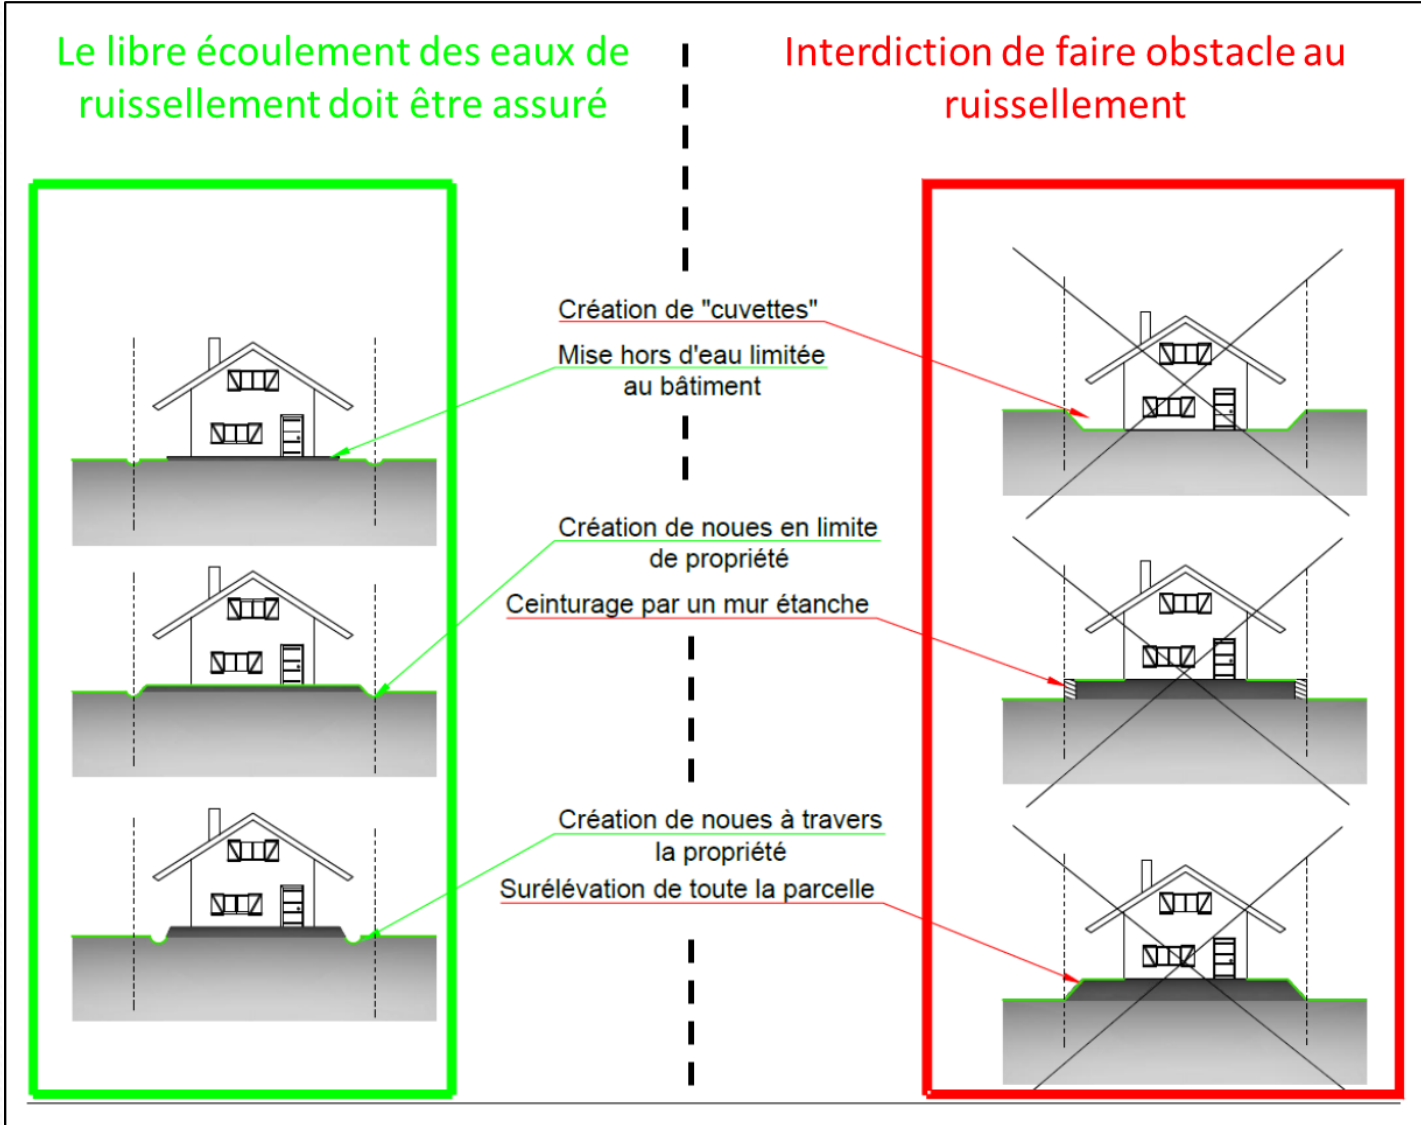 Le libre écoulement des eaux de
ruissellement doit être assuré
Interdiction de faire obstacle au
ruissellement
Création de "cuvettes"
Mise hors d'eau limitée
au bâtiment
Création de noues en limite
de propriété
Ceinturage par un mur étanche
Création de noues à travers
la propriété
Surélévation de toute la parcelle